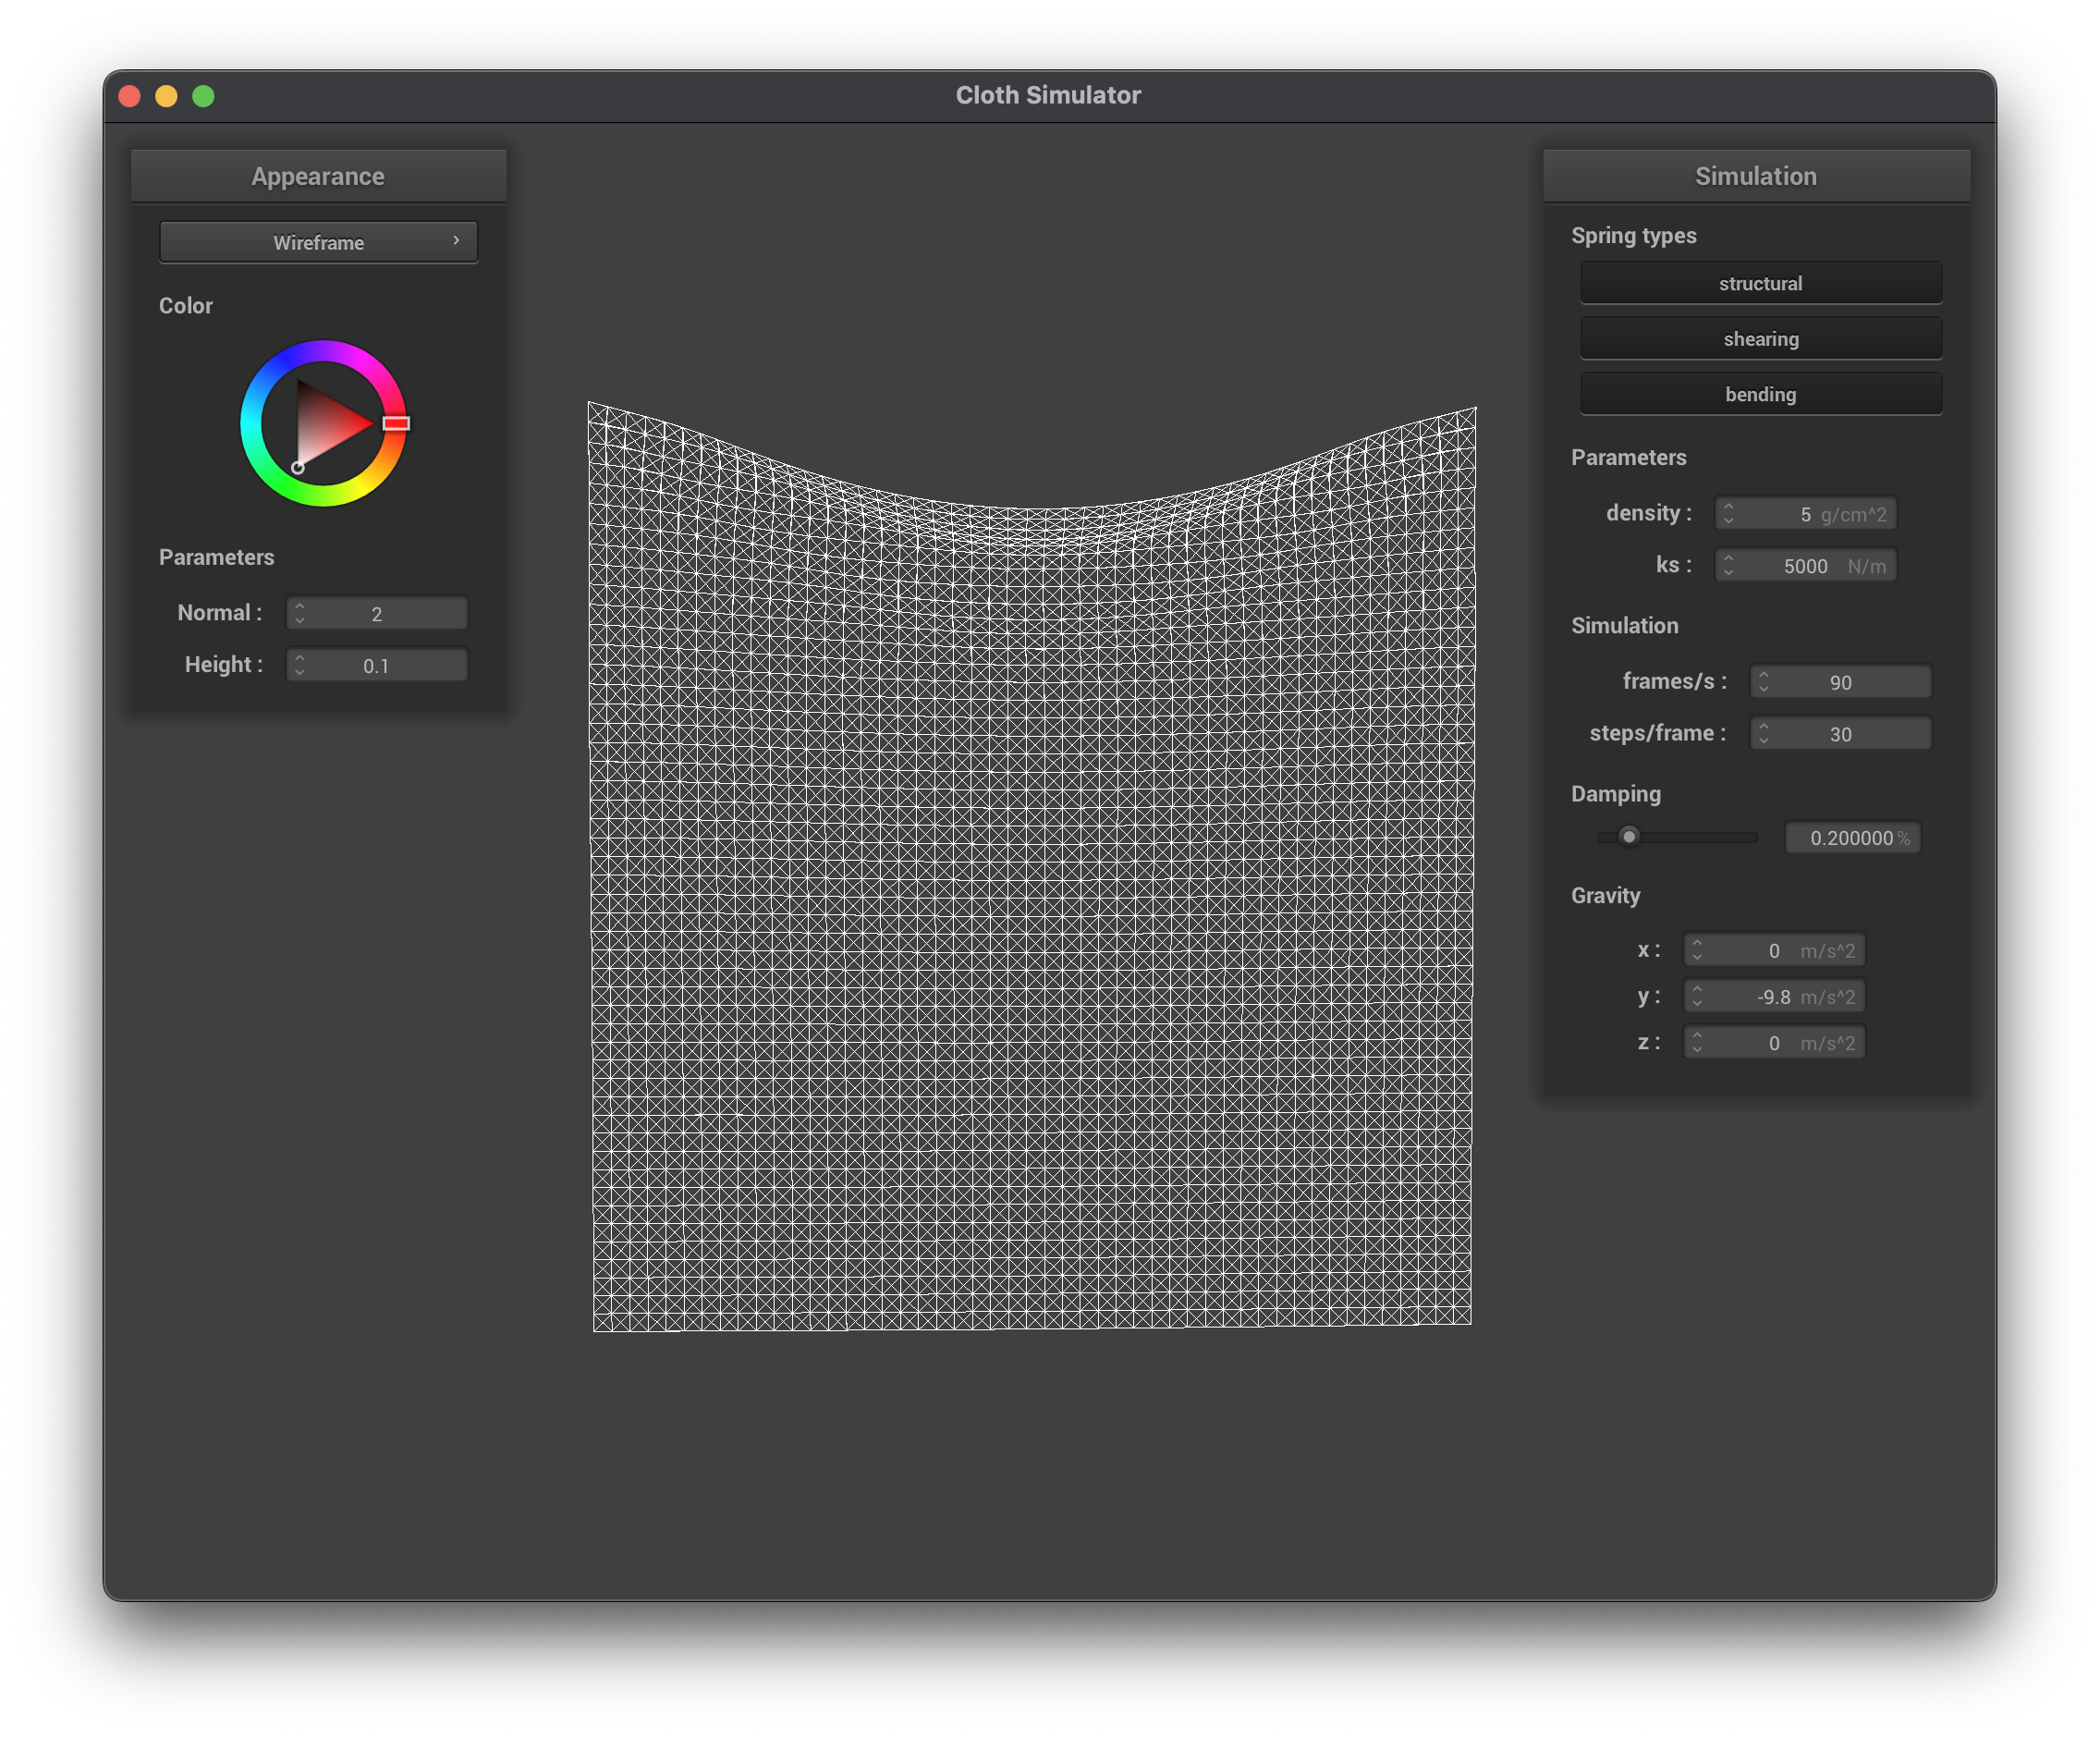 Cloth Simulator
Appearance
Wireframe
Color
Parameters
Normal : 2
Height : 0.1
Simulation
Spring types
structural
shearing
bending
Parameters
density : 5 g/cm^2
ks : 5000 N/m
Simulation
frames/s : 90
steps/frame : 30
Damping
0.200000 %
Gravity
x : 0 m/s^2
y : -9.8 m/s^2
z : 0 m/s^2